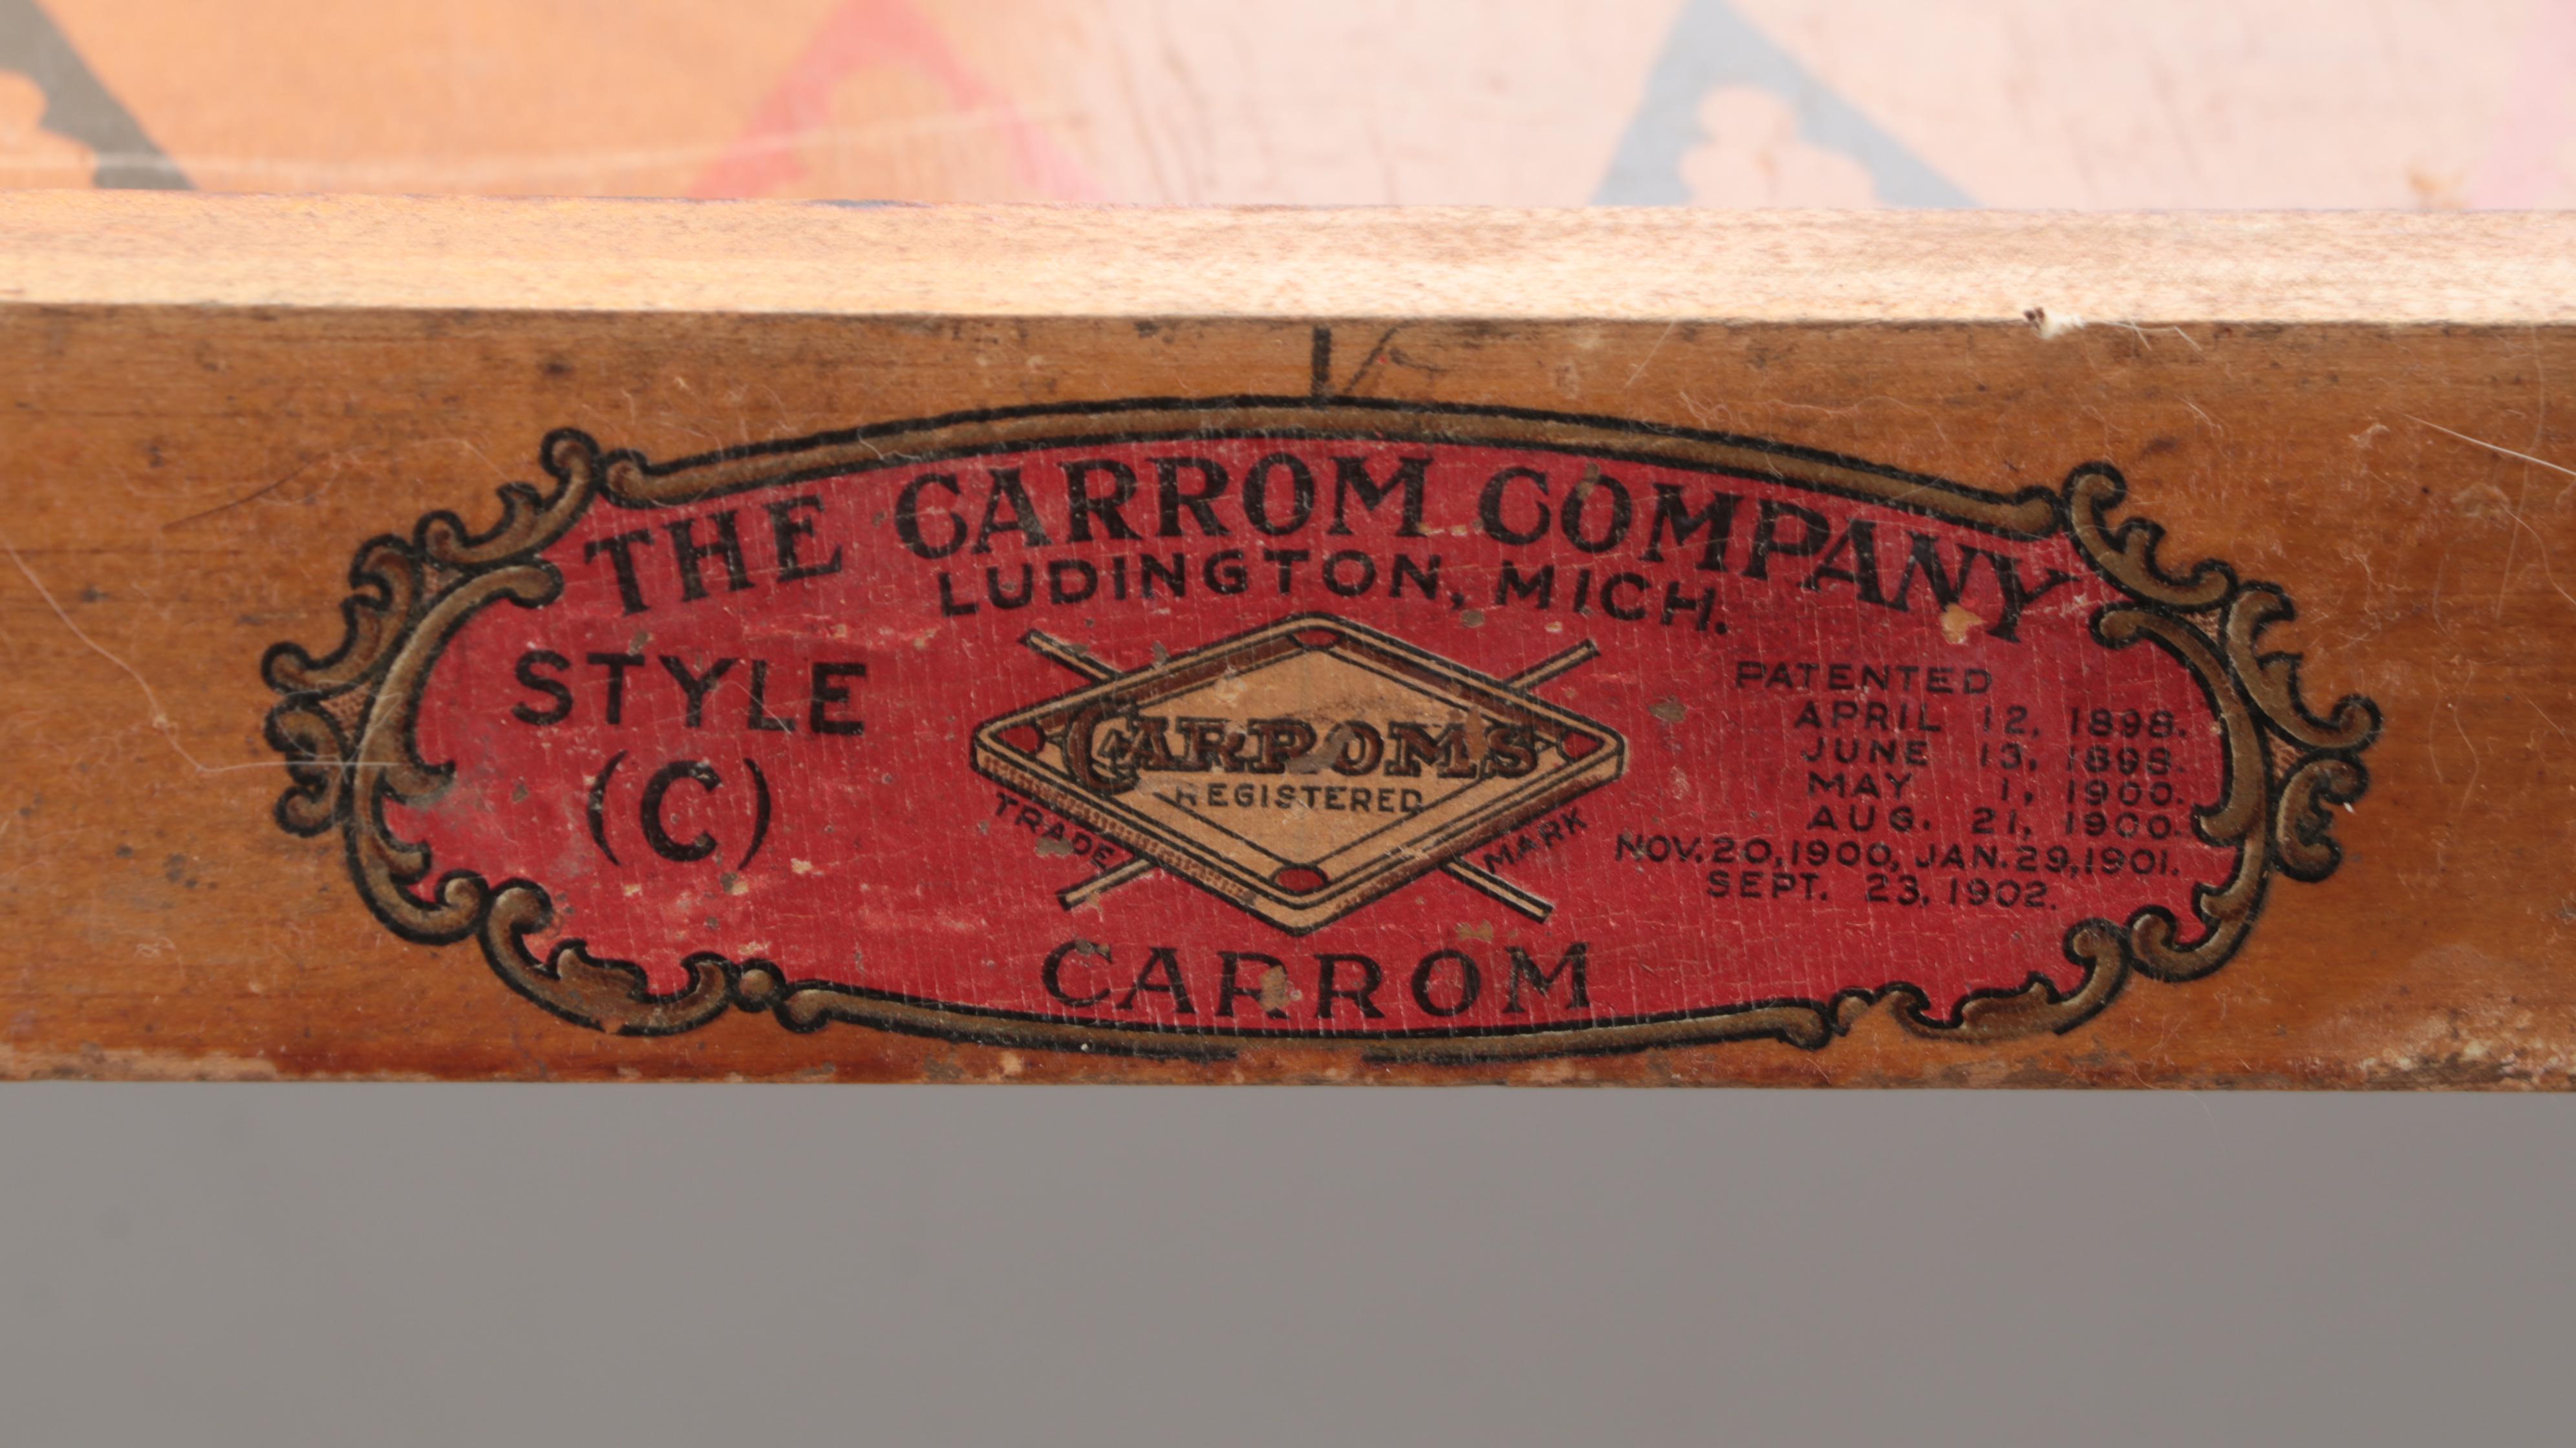 THE CARROM COMPANY
LUDINGTON, MICH.
STYLE
(C)
CARROMS
REGISTERED
TRADE MARK
PATENTED
APRIL 12, 1898.
JUNE 13, 1898.
MAY 1, 1900.
AUG. 21, 1900.
NOV. 20, 1900, JAN. 29, 1901.
SEPT. 23, 1902.
CARROM